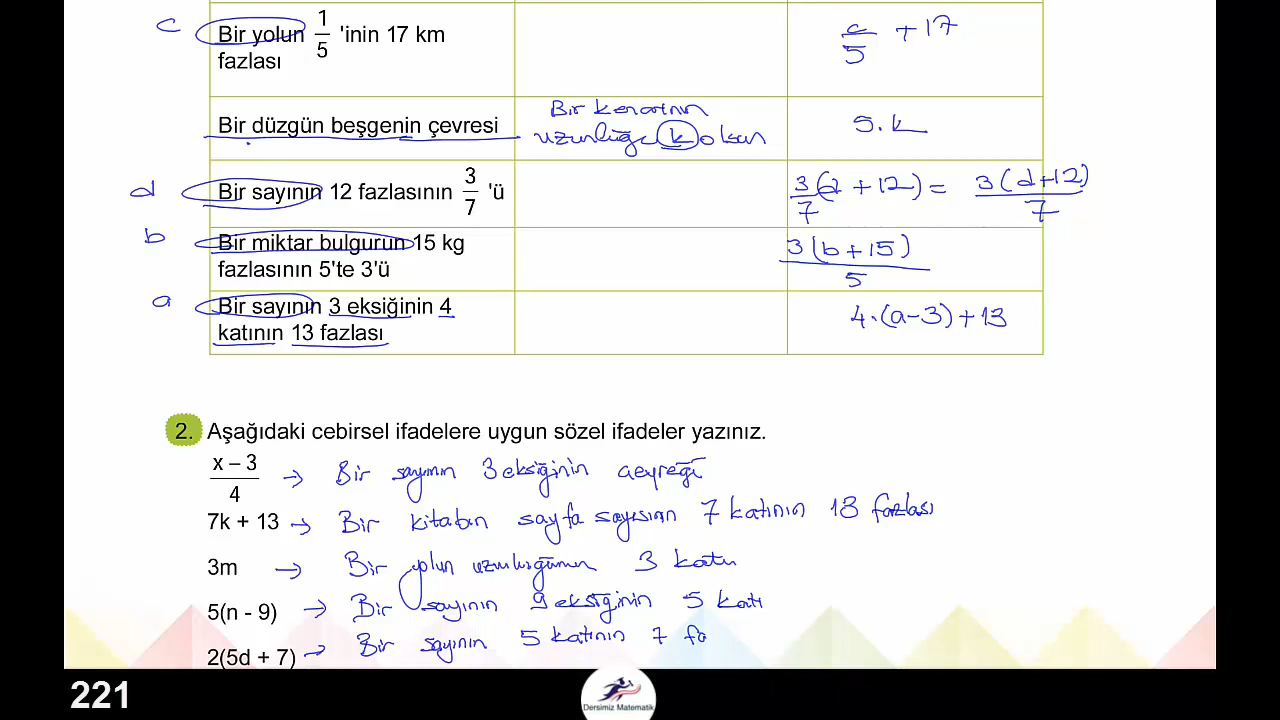 c Bir yolun 1/5 'inin 17 km fazlası c/5 + 17
Bir düzgün beşgenin çevresi Bir kenarının uzunluğu k olsun 5.k
d Bir sayının 12 fazlasının 3/7 'ü 3/7 (d + 12) = 3(d+12)/7
b Bir miktar bulgurun 15 kg fazlasının 5'te 3'ü 3(b+15)/5
a Bir sayının 3 eksiğinin 4 katının 13 fazlası 4.(a-3)+13
2. Aşağıdaki cebirsel ifadelere uygun sözel ifadeler yazınız.
x – 3/4 → Bir sayının 3 eksiğinin çeyreği
7k + 13 → Bir kitabın sayfa sayısının 7 katının 13 fazlası
3m → Bir yolun uzunluğunun 3 katı
5(n - 9) → Bir sayının 9 eksiğinin 5 katı
2(5d + 7) → Bir sayının 5 katının 7 fa
221
Dersimiz Matematik